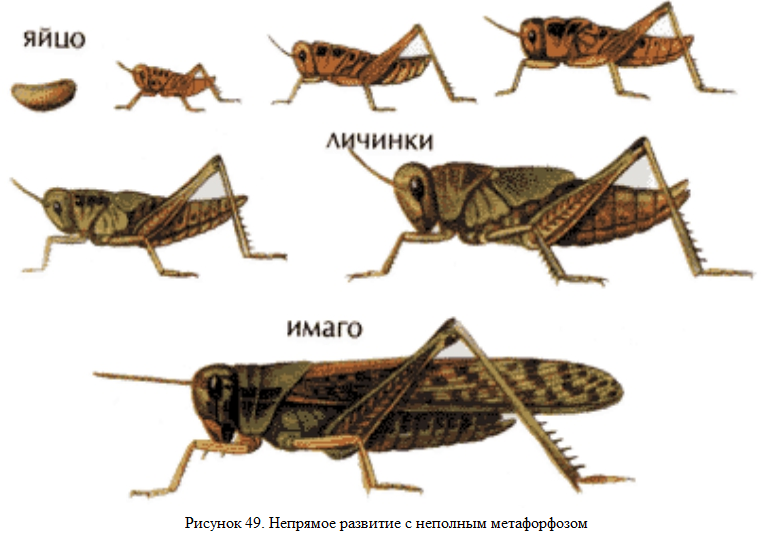 яйцо
личинки
имаго
Рисунок 49. Непрямое развитие с неполным метафорфозом